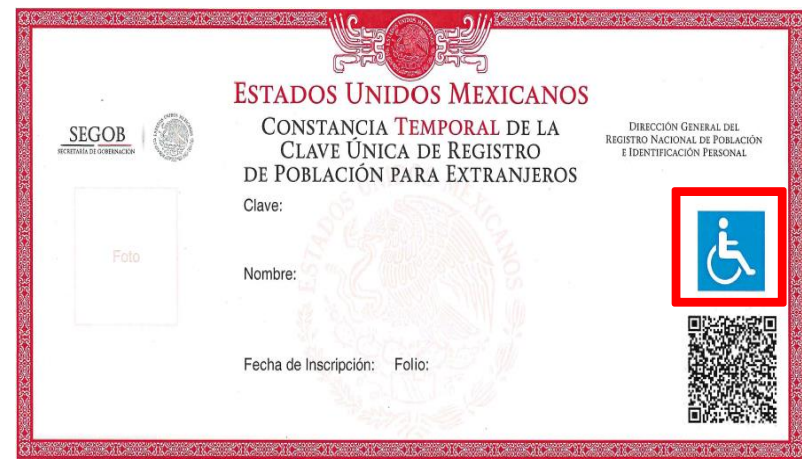 ESTADOS UNIDOS MEXICANOS
CONSTANCIA TEMPORAL DE LA
CLAVE ÚNICA DE REGISTRO
DE POBLACIÓN PARA EXTRANJEROS
SEGOB
SECRETARÍA DE GOBERNACIÓN
DIRECCIÓN GENERAL DEL
REGISTRO NACIONAL DE POBLACIÓN
E IDENTIFICACIÓN PERSONAL
Foto
Clave:
Nombre:
Fecha de Inscripción: Folio: